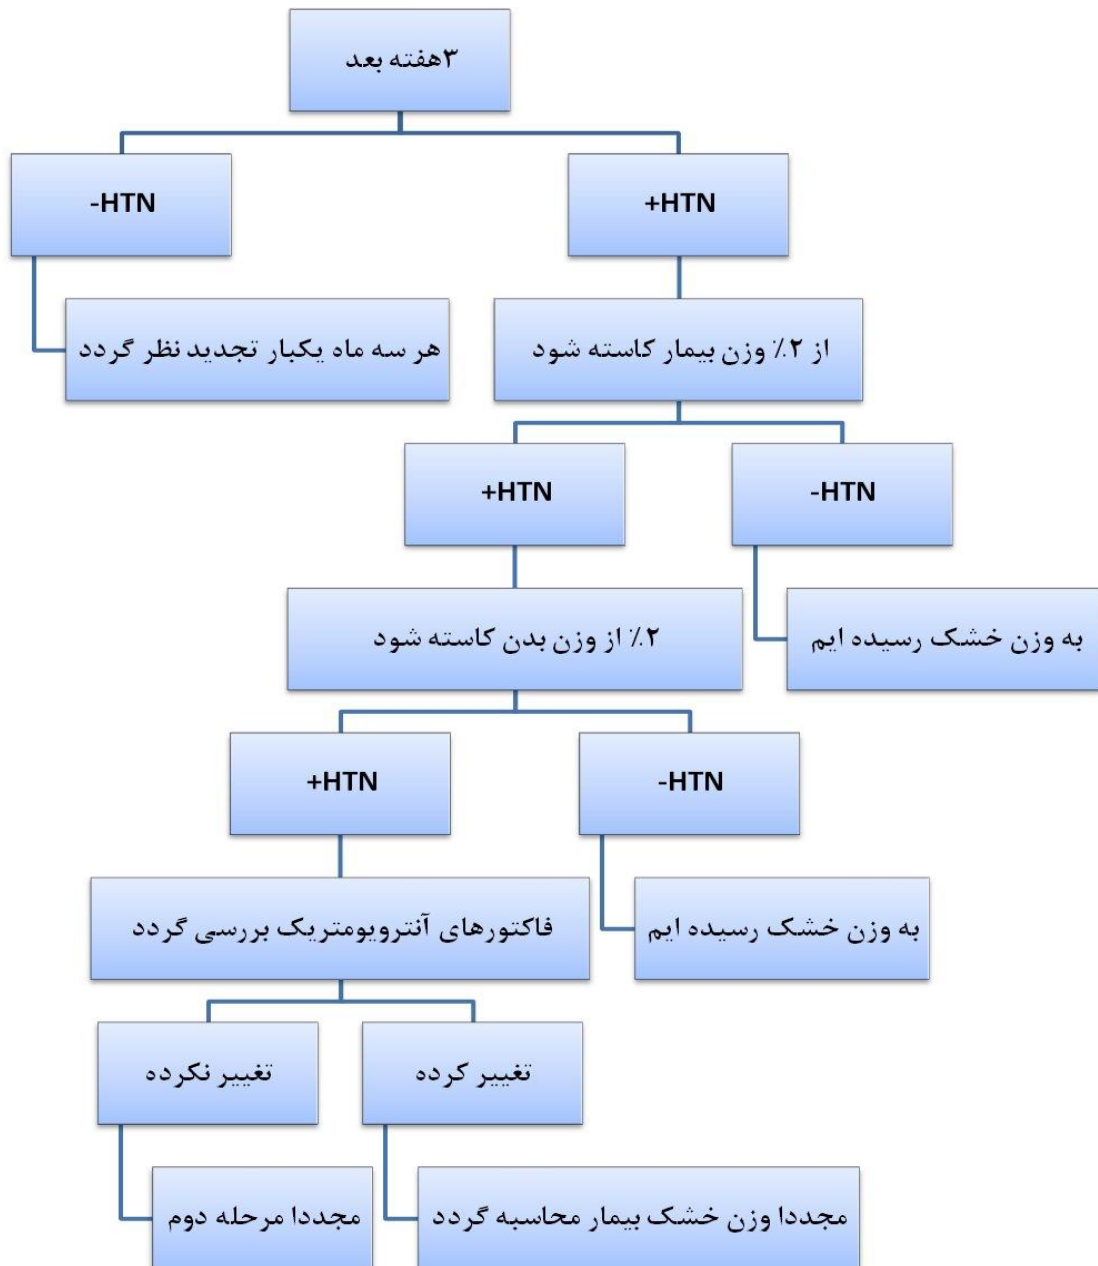 ۳هفته بعد
+HTN
-HTN
از ۲٪ وزن بیمار کاسته شود
هر سه ماه یکبار تجدید نظر گردد
-HTN
+HTN
به وزن خشک رسیده ایم
۲٪ از وزن بدن کاسته شود
-HTN
+HTN
به وزن خشک رسیده ایم
فاکتورهای آنترویومتریک بررسی گردد
تغییر کرده
تغییر نکرده
مجددا وزن خشک بیمار محاسبه گردد
مجددا مرحله دوم